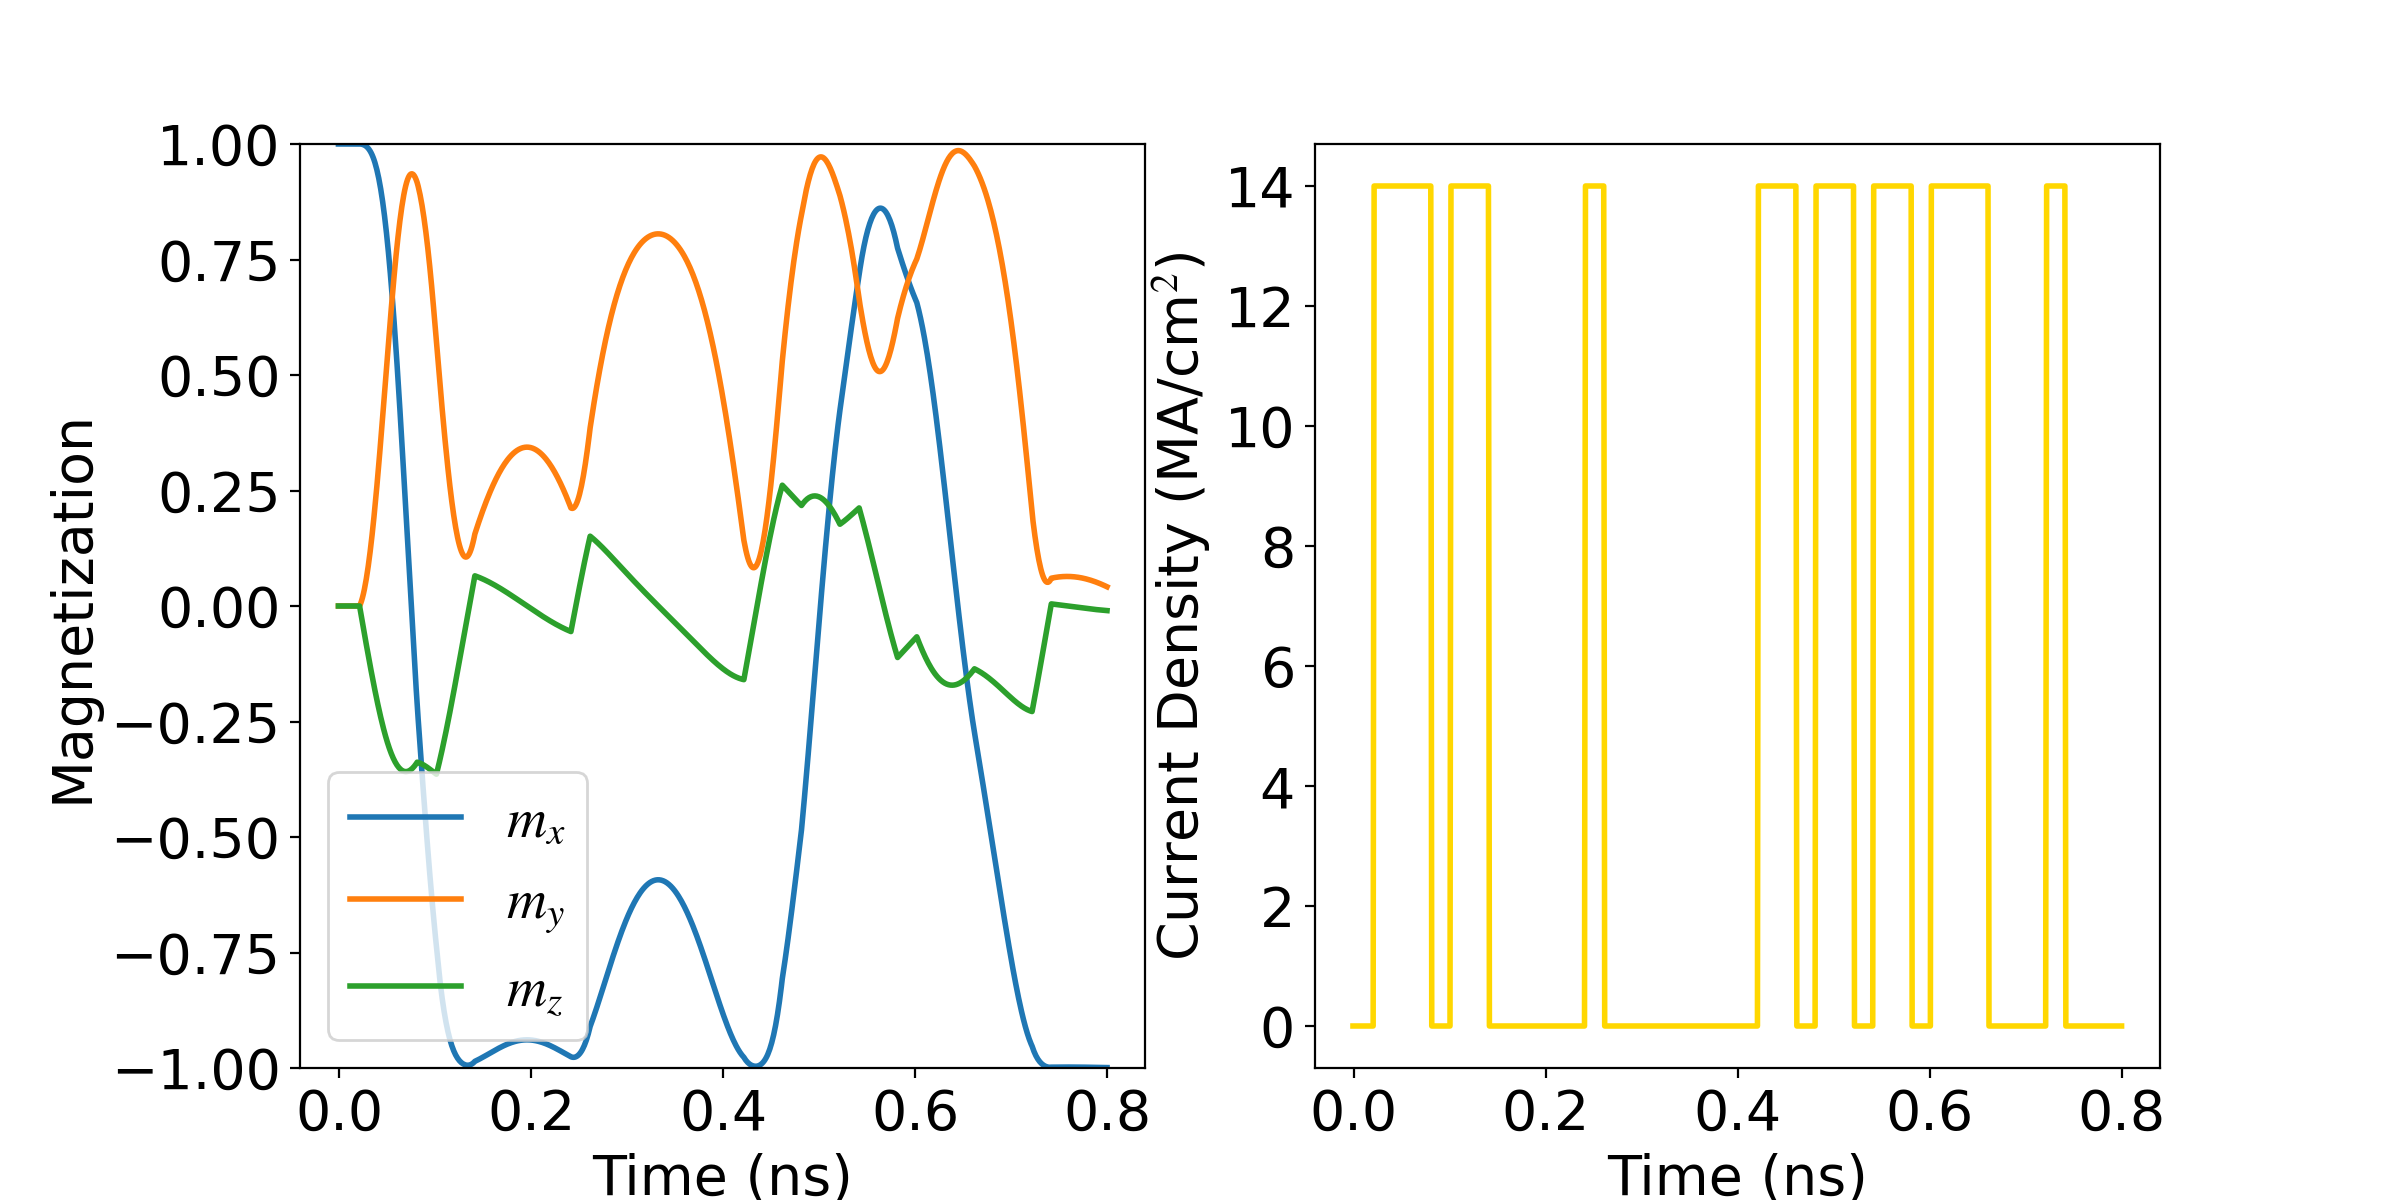 1.00
0.75
0.50
0.25
0.00
−0.25
−0.50
−0.75
−1.00
Magnetization
m_x
m_y
m_z
0.0 0.2 0.4 0.6 0.8
Time (ns)
14
12
10
8
6
4
2
0
Current Density (MA/cm²)
0.0 0.2 0.4 0.6 0.8
Time (ns)